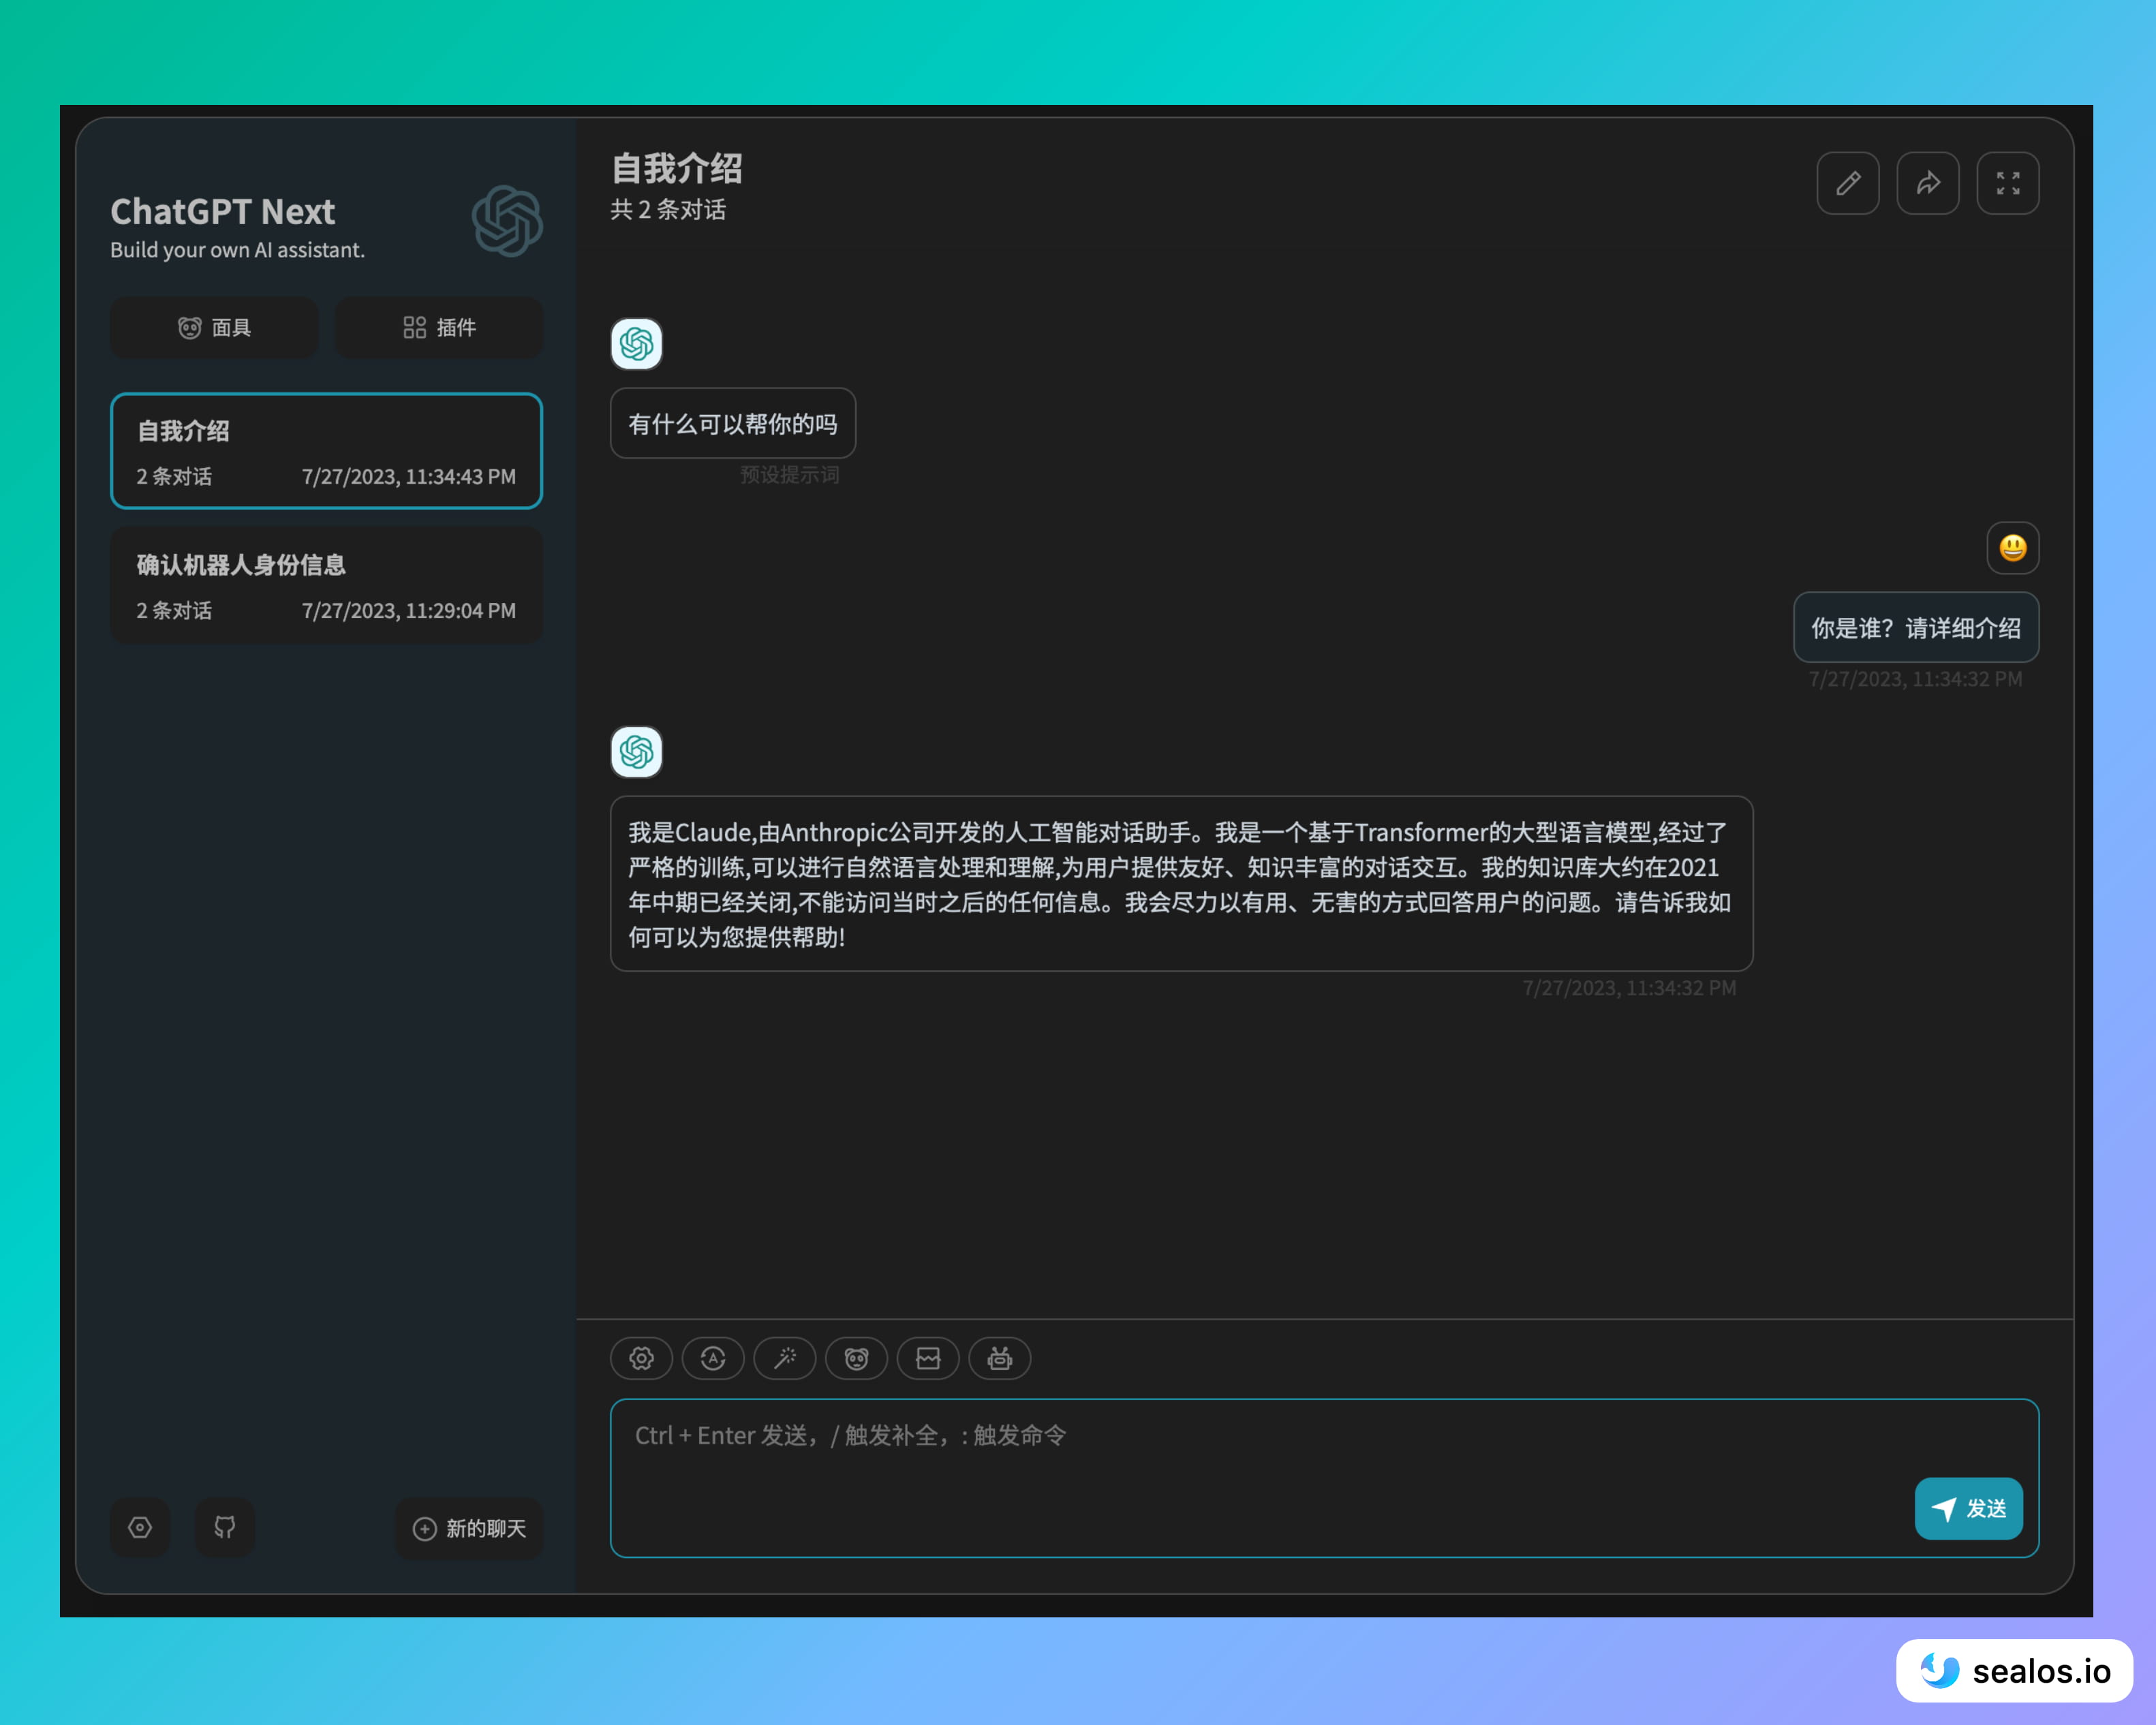 ChatGPT Next
Build your own AI assistant.
面具
插件
自我介绍
2 条对话
7/27/2023, 11:34:43 PM
确认机器人身份信息
2 条对话
7/27/2023, 11:29:04 PM
新的聊天
自我介绍
共 2 条对话
有什么可以帮你的吗
预设提示词
你是谁？请详细介绍
7/27/2023, 11:34:32 PM
我是Claude,由Anthropic公司开发的人工智能对话助手。我是一个基于Transformer的大型语言模型,经过了
严格的训练,可以进行自然语言处理和理解,为用户提供友好、知识丰富的对话交互。我的知识库大约在2021
年中期已经关闭,不能访问当时之后的任何信息。我会尽力以有用、无害的方式回答用户的问题。请告诉我如
何可以为您提供帮助!
7/27/2023, 11:34:32 PM
Ctrl + Enter 发送，/ 触发补全，: 触发命令
发送
sealos.io